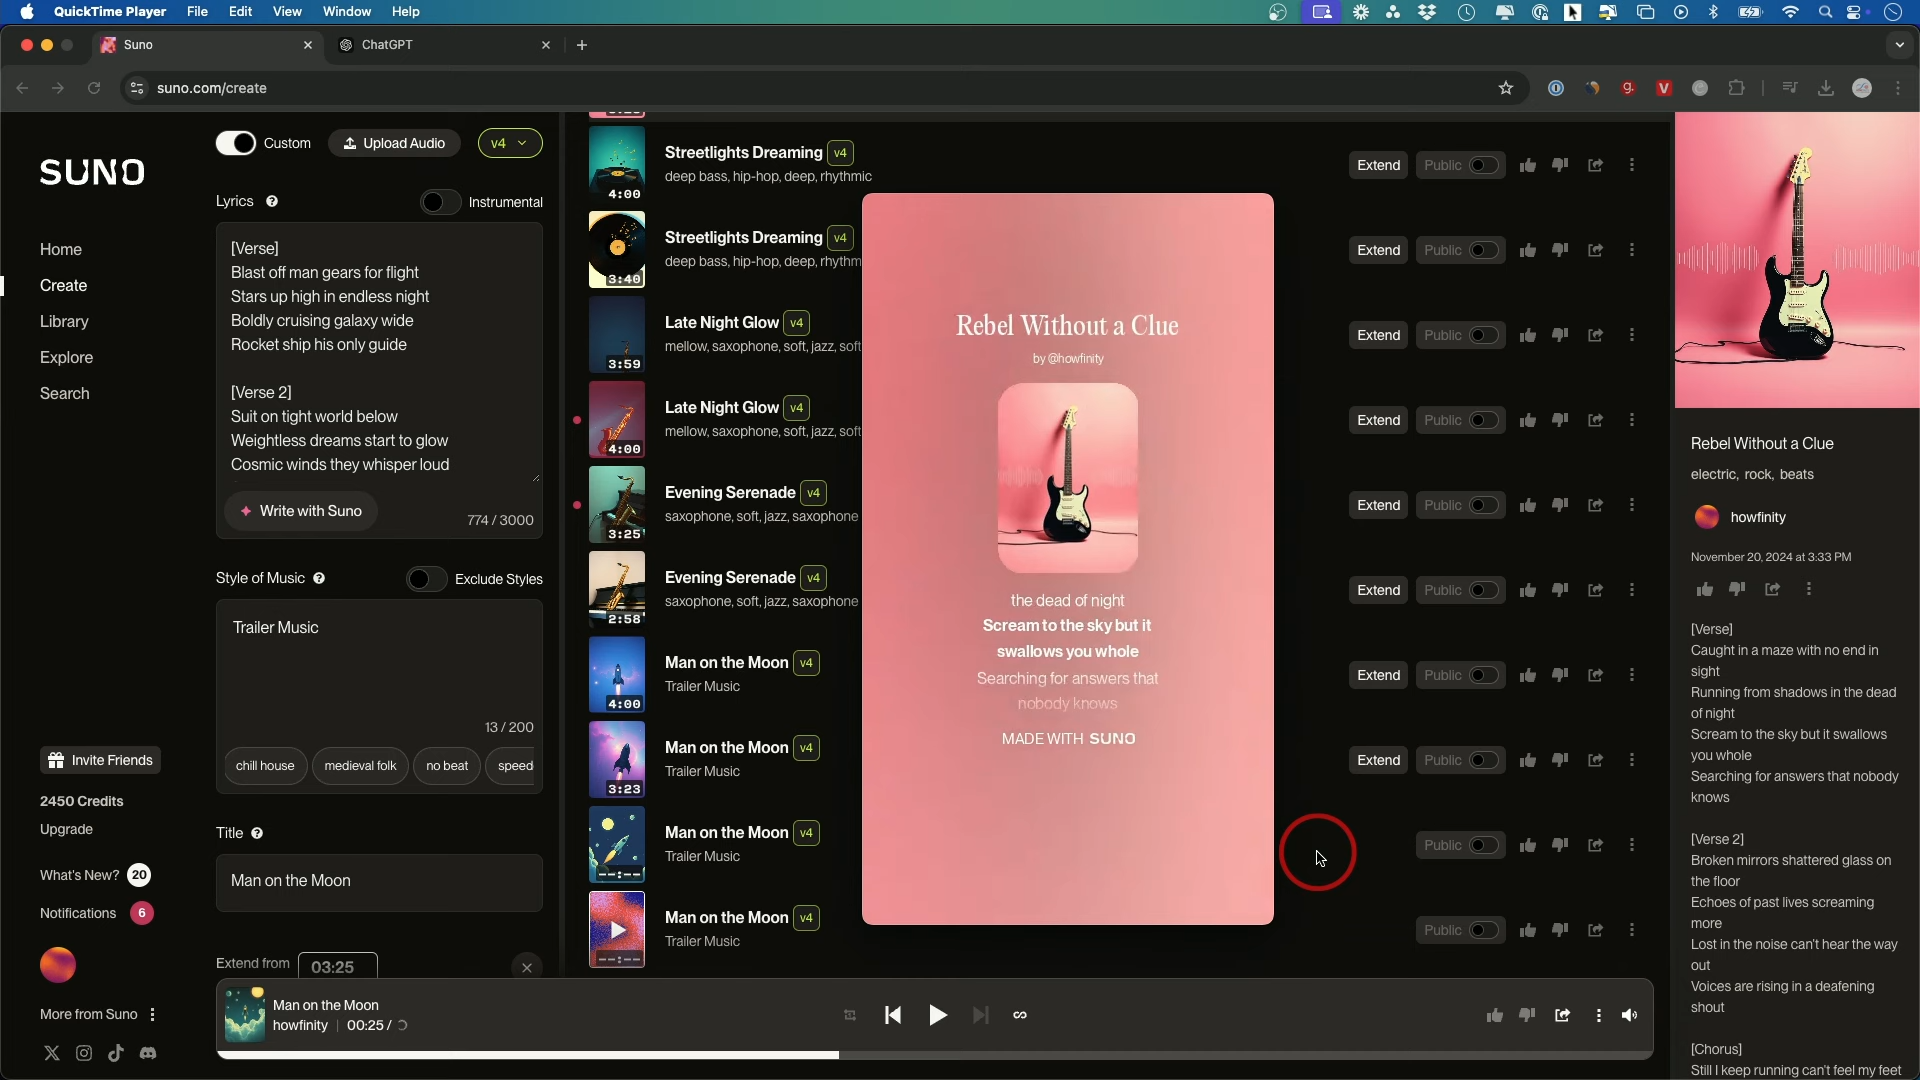 QuickTime Player File Edit View Window Help
Suno
ChatGPT
suno.com/create
SUNO
Home
Create
Library
Explore
Search
Invite Friends
2450 Credits
Upgrade
What's New? 20
Notifications 6
More from Suno
Custom
Upload Audio
v4
Lyrics
Instrumental
[Verse]
Blast off man gears for flight
Stars up high in endless night
Boldly cruising galaxy wide
Rocket ship his only guide
[Verse 2]
Suit on tight world below
Weightless dreams start to glow
Cosmic winds they whisper loud
Write with Suno
774 / 3000
Style of Music
Exclude Styles
Trailer Music
13 / 200
chill house
medieval folk
no beat
speed
Title
Man on the Moon
Extend from
03:25
4:00
Streetlights Dreaming v4
deep bass, hip-hop, deep, rhythmic
Extend Public
3:40
Streetlights Dreaming v4
deep bass, hip-hop, deep, rhythm
Extend Public
3:59
Late Night Glow v4
mellow, saxophone, soft, jazz, soft
Extend Public
4:00
Late Night Glow v4
mellow, saxophone, soft, jazz, soft
Extend Public
3:25
Evening Serenade v4
saxophone, soft, jazz, saxophone
Extend Public
2:58
Evening Serenade v4
saxophone, soft, jazz, saxophone
Extend Public
4:00
Man on the Moon v4
Trailer Music
Extend Public
3:23
Man on the Moon v4
Trailer Music
Extend Public
--:--
Man on the Moon v4
Trailer Music
Public
--:--
Man on the Moon v4
Trailer Music
Public
Rebel Without a Clue
by @howfinity
the dead of night
Scream to the sky but it
swallows you whole
Searching for answers that
nobody knows
MADE WITH SUNO
Man on the Moon
howfinity | 00:25 /
Rebel Without a Clue
electric, rock, beats
howfinity
November 20, 2024 at 3:33 PM
[Verse]
Caught in a maze with no end in
sight
Running from shadows in the dead
of night
Scream to the sky but it swallows
you whole
Searching for answers that nobody
knows
[Verse 2]
Broken mirrors shattered glass on
the floor
Echoes of past lives screaming
more
Lost in the noise can't hear the way
out
Voices are rising in a deafening
shout
[Chorus]
Still I keep running can't feel my feet